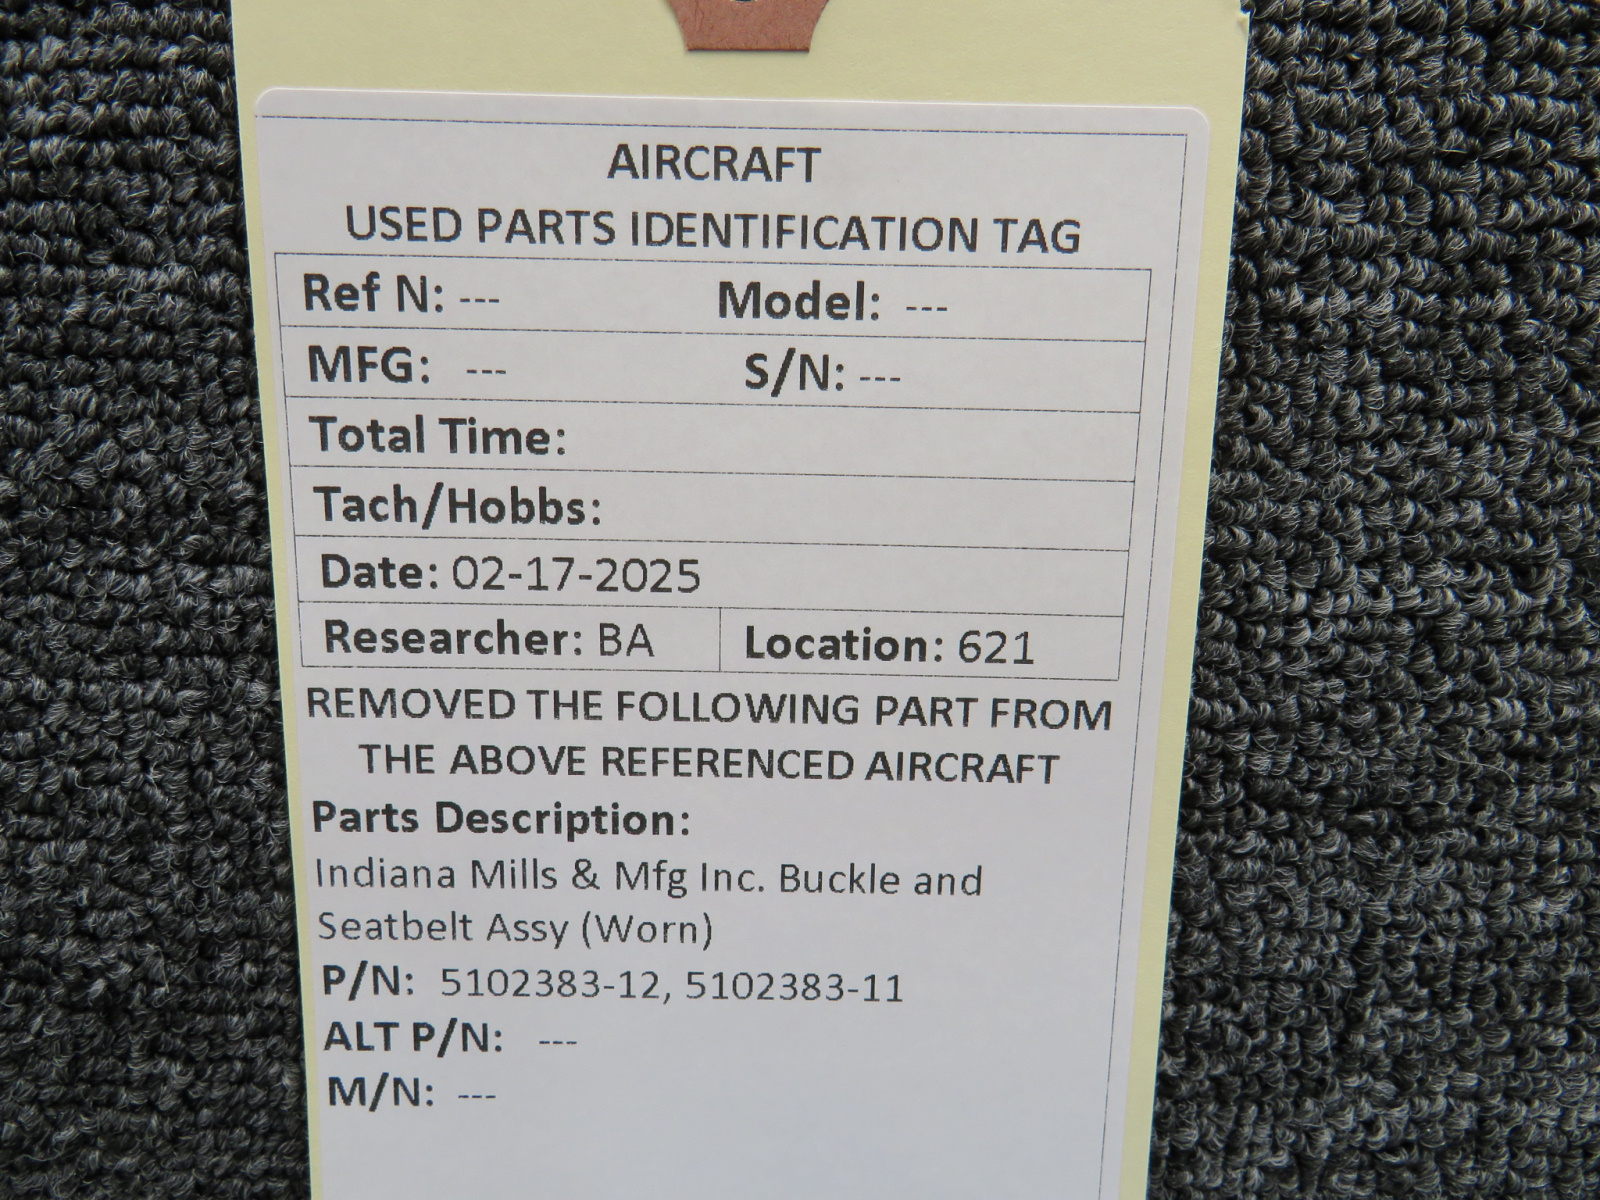 AIRCRAFT
USED PARTS IDENTIFICATION TAG
Ref N: --- Model: ---
MFG: --- S/N: ---
Total Time:
Tach/Hobbs:
Date: 02-17-2025
Researcher: BA Location: 621
REMOVED THE FOLLOWING PART FROM
THE ABOVE REFERENCED AIRCRAFT
Parts Description:
Indiana Mills & Mfg Inc. Buckle and
Seatbelt Assy (Worn)
P/N: 5102383-12, 5102383-11
ALT P/N: ---
M/N: ---